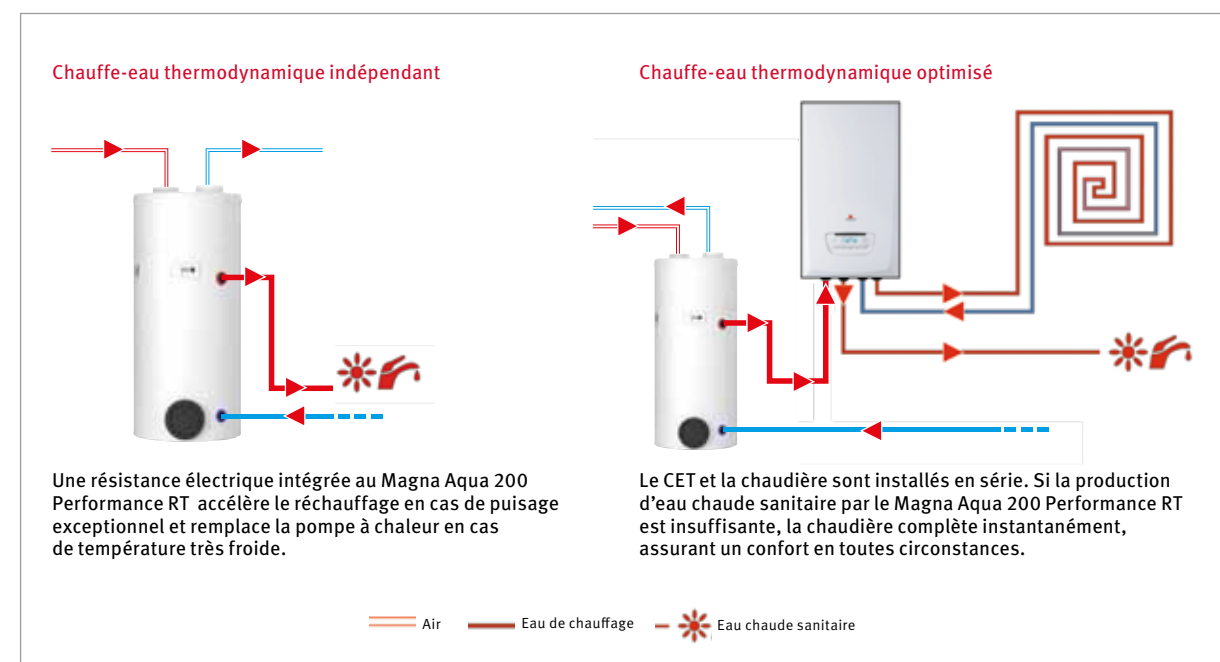 Chauffe-eau thermodynamique indépendant
Une résistance électrique intégrée au Magna Aqua 200
Performance RT accélère le réchauffage en cas de puisage
exceptionnel et remplace la pompe à chaleur en cas
de température très froide.
Chauffe-eau thermodynamique optimisé
Le CET et la chaudière sont installés en série. Si la production
d'eau chaude sanitaire par le Magna Aqua 200 Performance RT
est insuffisante, la chaudière complète instantanément,
assurant un confort en toutes circonstances.
Air
Eau de chauffage
Eau chaude sanitaire